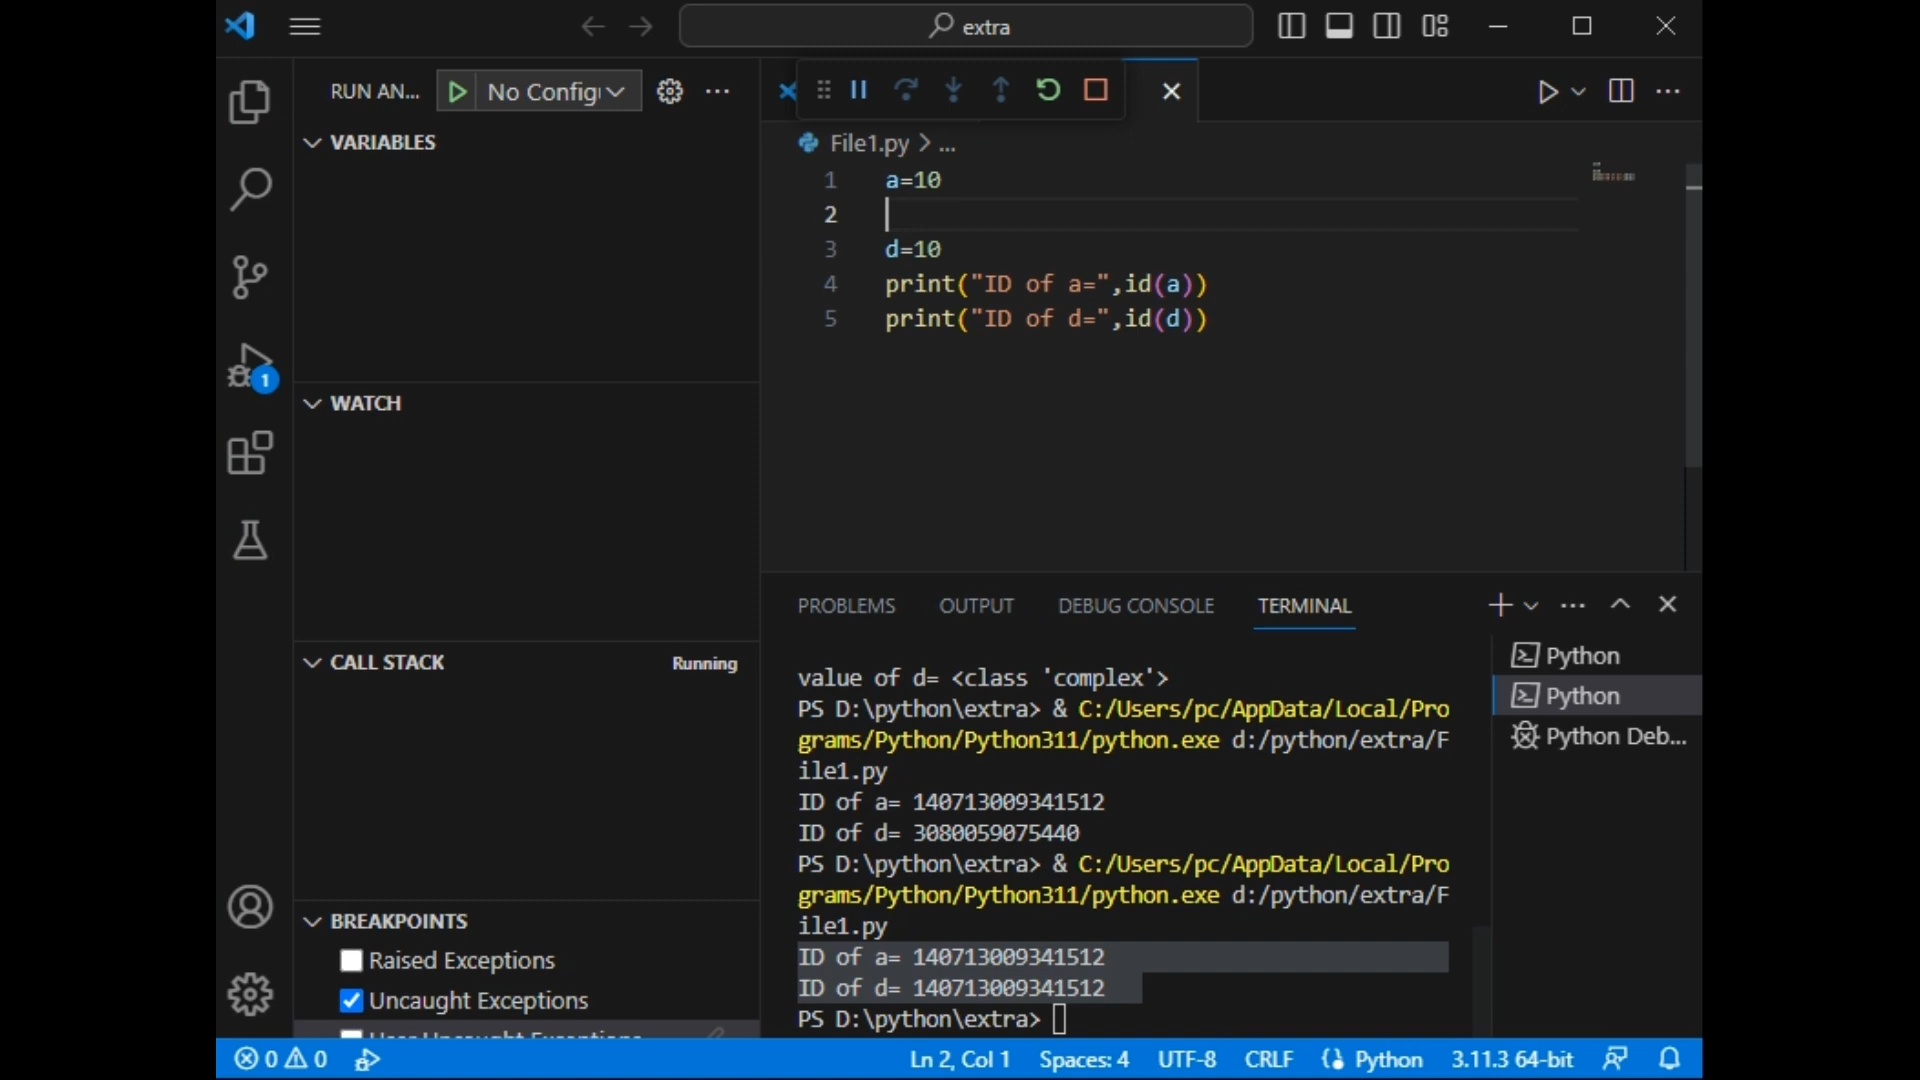 extra
RUN AN... No Config
VARIABLES
File1.py > ...
1 a=10
2
3 d=10
4 print("ID of a=",id(a))
5 print("ID of d=",id(d))
1
WATCH
CALL STACK Running
BREAKPOINTS
Raised Exceptions
Uncaught Exceptions
PROBLEMS OUTPUT DEBUG CONSOLE TERMINAL
value of d= <class 'complex'>
PS D:\python\extra> & C:/Users/pc/AppData/Local/Pro
grams/Python/Python311/python.exe d:/python/extra/F
ile1.py
ID of a= 140713009341512
ID of d= 3080059075440
PS D:\python\extra> & C:/Users/pc/AppData/Local/Pro
grams/Python/Python311/python.exe d:/python/extra/F
ile1.py
ID of a= 140713009341512
ID of d= 140713009341512
PS D:\python\extra>
Python
Python
Python Deb...
0 0 Ln 2, Col 1 Spaces: 4 UTF-8 CRLF Python 3.11.3 64-bit